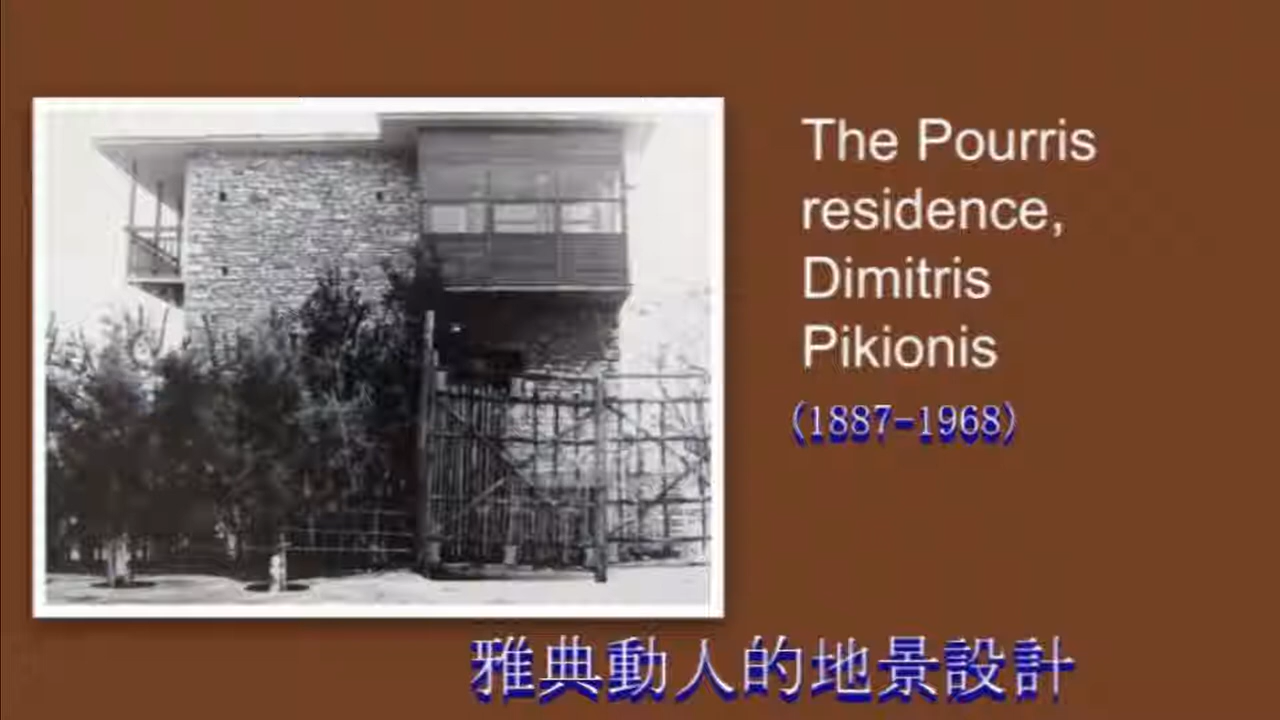 The Pourris
residence,
Dimitris
Pikionis
(1887-1968)
雅典動人的地景設計